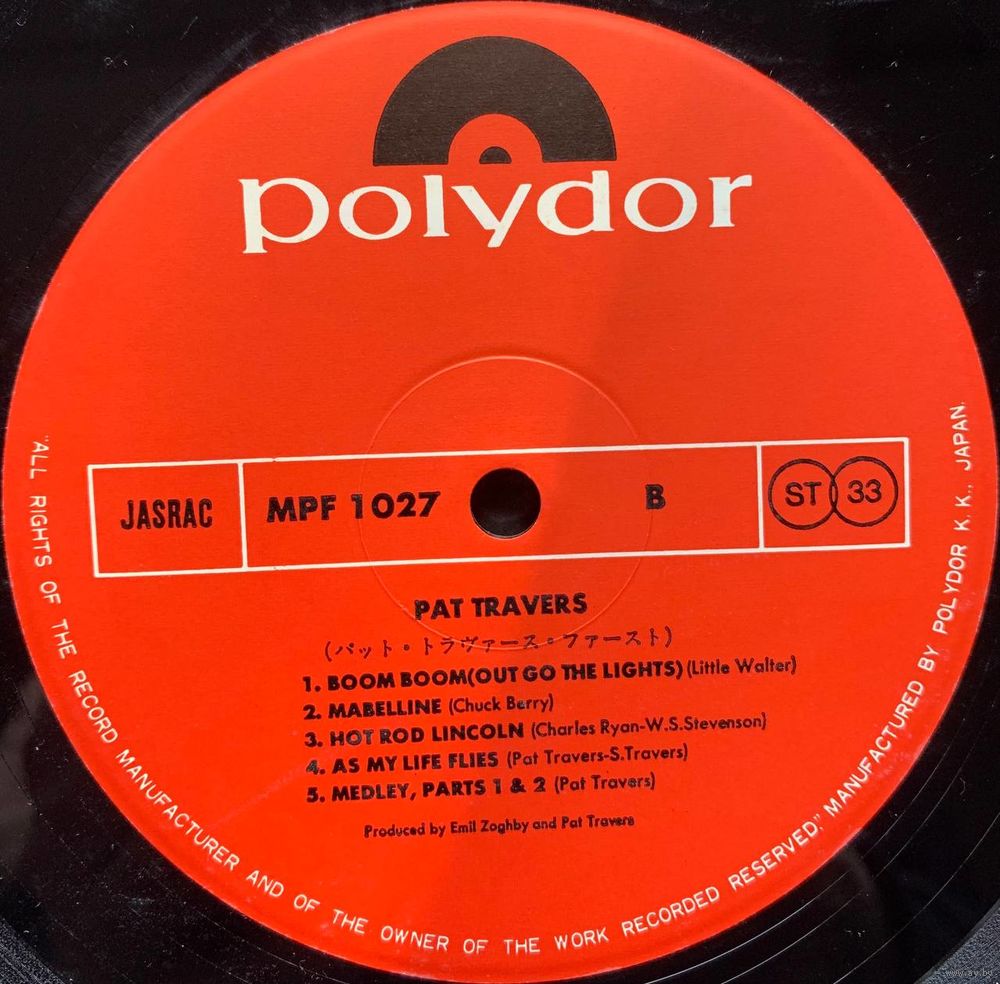 polydor
JASRAC
MPF 1027
B
ST 33
PAT TRAVERS
(パット・トラヴァース・ファースト)
1. BOOM BOOM(OUT GO THE LIGHTS) (Little Walter)
2. MABELLINE (Chuck Berry)
3. HOT ROD LINCOLN (Charles Ryan-W.S.Stevenson)
4. AS MY LIFE FLIES (Pat Travers-S.Travers)
5. MEDLEY, PARTS 1 & 2 (Pat Travers)
Produced by Emil Zoghby and Pat Travers
"ALL RIGHTS OF THE RECORD MANUFACTURER AND OF THE OWNER OF THE WORK RECORDED RESERVED," MANUFACTURED BY POLYDOR K. K., JAPAN.
www.ay.by